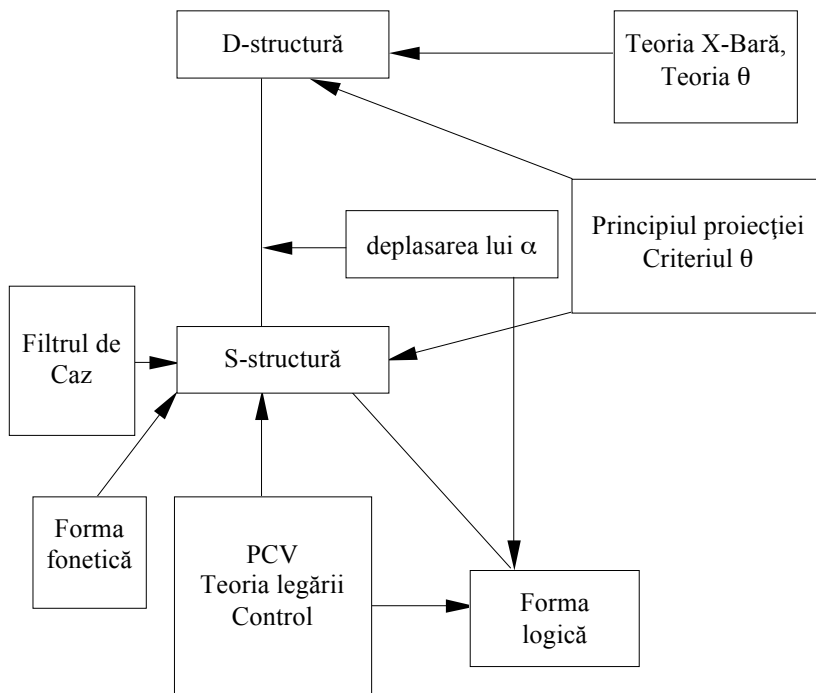 D-structură
Teoria X-Bară,
Teoria θ
deplasarea lui α
Principiul proiecţiei
Criteriul θ
Filtrul de
Caz
S-structură
Forma
fonetică
PCV
Teoria legării
Control
Forma
logică